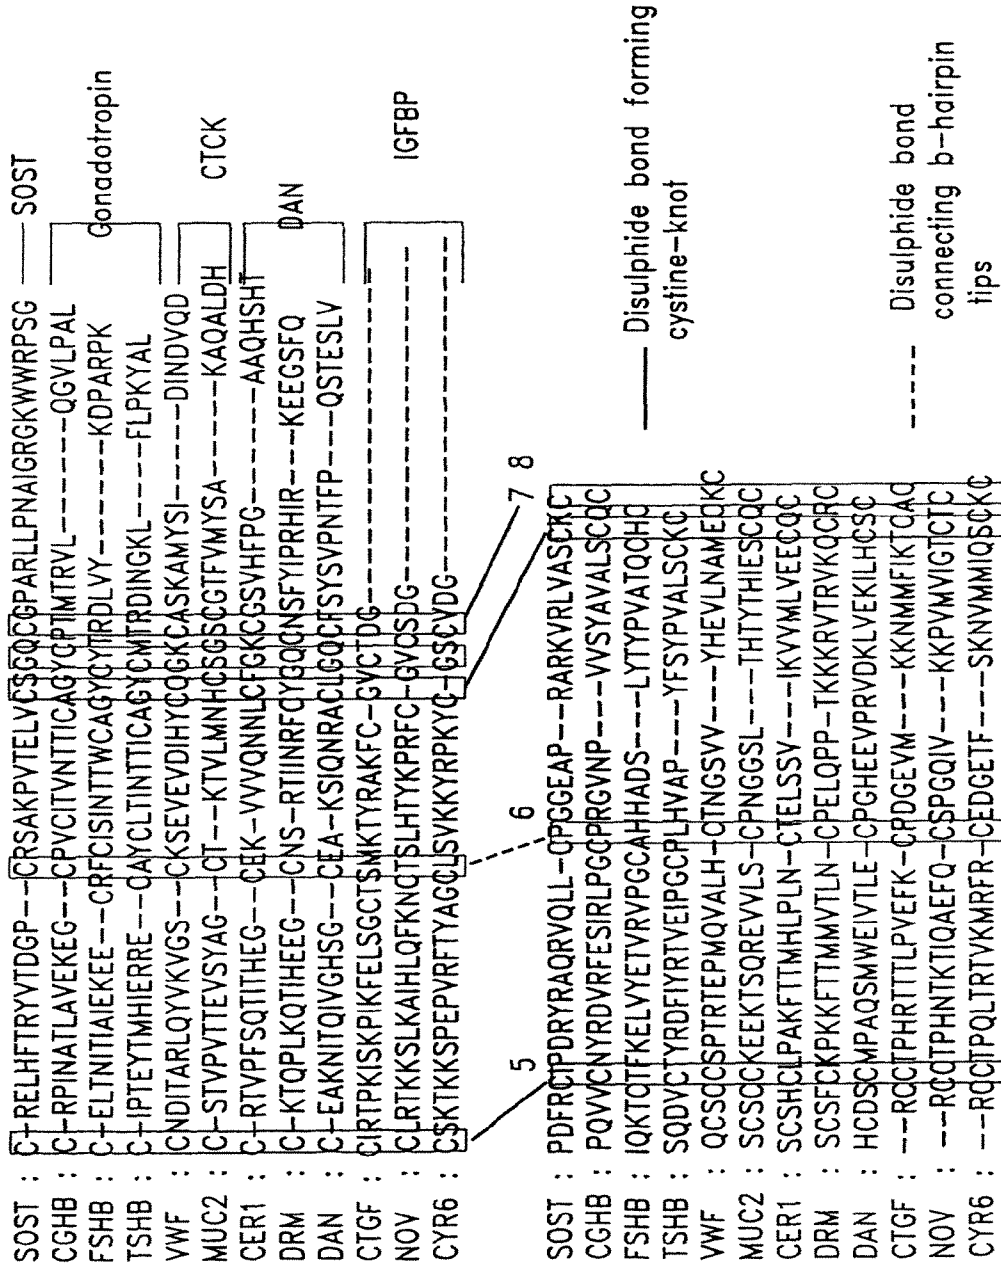 SOST : C-RELHFTRYVTDGP---CRSAKPVTELVCSGQCGPARLLPNAIGRGKWWRPSG
CGHB : C-RPINATLAVEKEG---CPVCITVNTTICAGYCPTMTRVL-------QGVLPAL
FSHB : C-ELTNITIAIEKEE---CRFCISINTTWCAGYCYTRDLVY------KDPARPK
TSHB : C-IPTEYTMHIERRE---CAYCLTINTTICAGYCMTRDINGKL----FLPKYAL
VWF : CNDITARLQYVKVGS---CKSEVEVDIHYCQGKCASKAMYSI------DINDVQD
MUC2 : C-STVPVTTEVSYAG---CT--KTVLMNHCSGSCGTFVMYSA------KAQALDH
CER1 : C-RTVPFSQTITHEG---CEK-VVVQNNLCFGKCGSVHFPG------AAQHSHT
DRM : C-KTQPLKQTIHEEG---CNS-RTIINRFCYGQCNSFYIPRHIR----KEEGSFQ
DAN : C-EAKNITQIVGHSG---CEA-KSIQNRACLGQCFSYSVPNTFP----QSTESLV
CTGF : CIRTPKISKPIKFELSGCTSMKTYRAKFC-GVCTDG---------------
NOV : CLRTKKSLKAIHLQFKNCTSLHTYKPRFC-GVCSDG---------------
CYR6 : CSKTKKSPEPVRFTYAGCLSVKKYRPKYC-GSCVDG---------------
SOST
Gonadotropin
CTCK
DAN
IGFBP
5 6 7 8
SOST : PDFRCTPDRYRAQRVQLL-CPGGEAP---RARKVRLVASCKC
CGHB : PQVVCNYRDVRFESIRLPGCPRGVNP---VVSYAVALSCQC
FSHB : IQKTCTFKELVYETVRVPGCAHHADS----LYTYPVATQCHC
TSHB : SQDVCTYRDFIYRTVEIPGCPLHVAP----YFSYPVALSCKC
VWF : QCSCCSPTRTEPMQVALH-CTNGSVV---YHEVLNAMECKC
MUC2 : SCSCCKEEKTSQREVVLS-CPNGGSL---THTYTHIESCQC
CER1 : SCSHCLPAKFTTMHLPLN-CTELSSV----IKVVMLVEECQC
DRM : SCSFCKPKKFTTMMVTLN-CPELQPP--TKKKRVTRVKQCRC
DAN : HCDSCMPAQSMWEIVTLE-CPGHEEVPRVDKLVEKILHCSC
CTGF : ---RCCTPHRTTTLPVEFK-CPDGEVM----KKNMMFIKTCAC
NOV : ---RCCTPHNTKTIQAEFQ-CSPGQIV----KKPVMVIGTCTC
CYR6 : ---RCCTPQLTRTVKMRFR-CEDGETF----SKNVMMIQSCKC
Disulphide bond forming
cystine-knot
Disulphide bond
connecting b-hairpin
tips